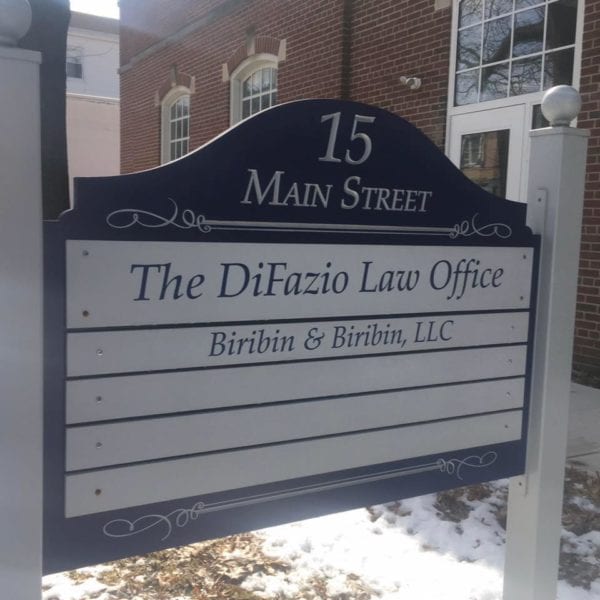 15
Main Street
The DiFazio Law Office
Biribin & Biribin, LLC